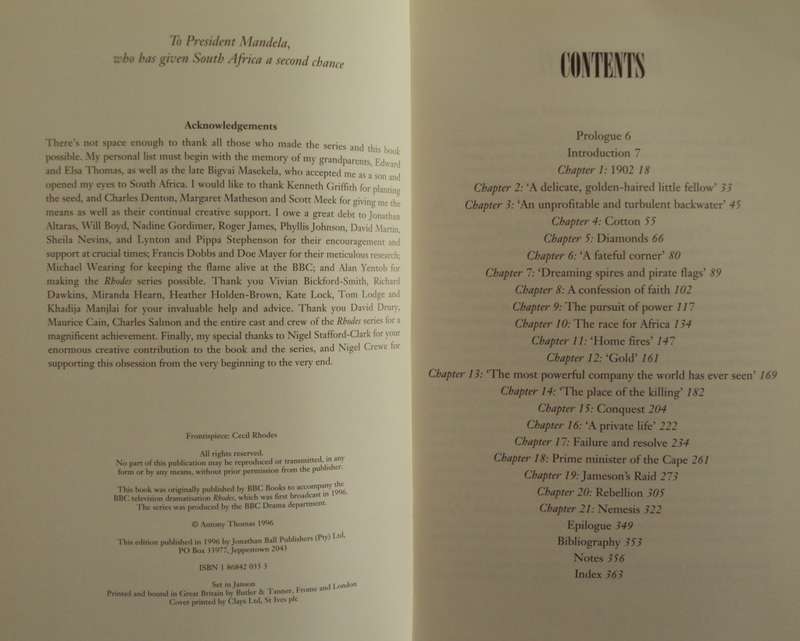 To President Mandela,
who has given South Africa a second chance
Acknowledgements
There's not space enough to thank all those who made the series and this book
possible. My personal list must begin with the memory of my grandparents, Edward
and Elsa Thomas, as well as the late Bigvai Masekela, who accepted me as a son and
opened my eyes to South Africa. I would like to thank Kenneth Griffith for planting
the seed, and Charles Denton, Margaret Matheson and Scott Meek for giving me the
means as well as their continual creative support. I owe a great debt to Jonathan
Altaras, Will Boyd, Nadine Gordimer, Roger James, Phyllis Johnson, David Martin,
Sheila Nevins, and Lynton and Pippa Stephenson for their encouragement and
support at crucial times; Francis Dobbs and Doe Mayer for their meticulous research;
Michael Wearing for keeping the flame alive at the BBC; and Alan Yentob for
making the Rhodes series possible. Thank you Vivian Bickford-Smith, Richard
Dawkins, Miranda Hearn, Heather Holden-Brown, Kate Lock, Tom Lodge and
Khadija Manjlai for your invaluable help and advice. Thank you David Drury,
Maurice Cain, Charles Salmon and the entire cast and crew of the Rhodes series for a
magnificent achievement. Finally, my special thanks to Nigel Stafford-Clark for your
enormous creative contribution to the book and the series, and Nigel Crewe for
supporting this obsession from the very beginning to the very end.
Frontispiece: Cecil Rhodes
All rights reserved.
No part of this publication may be reproduced or transmitted, in any
form or by any means, without prior permission from the publisher.
This book was originally published by BBC Books to accompany the
BBC television dramatisation Rhodes, which was first broadcast in 1996.
The series was produced by the BBC Drama department.
© Antony Thomas 1996
This edition published in 1996 by Jonathan Ball Publishers (Pty) Ltd,
PO Box 33977, Jeppestown 2043
ISBN 1 86842 033 3
Set in Janson
Printed and bound in Great Britain by Butler & Tanner, Frome and London
Cover printed by Clays Ltd, St Ives plc
CONTENTS
Prologue 6
Introduction 7
Chapter 1: 1902 18
Chapter 2: 'A delicate, golden-haired little fellow' 33
Chapter 3: 'An unprofitable and turbulent backwater' 45
Chapter 4: Cotton 55
Chapter 5: Diamonds 66
Chapter 6: 'A fateful corner' 80
Chapter 7: 'Dreaming spires and pirate flags' 89
Chapter 8: A confession of faith 102
Chapter 9: The pursuit of power 117
Chapter 10: The race for Africa 134
Chapter 11: 'Home fires' 147
Chapter 12: 'Gold' 161
Chapter 13: 'The most powerful company the world has ever seen' 169
Chapter 14: 'The place of the killing' 182
Chapter 15: Conquest 204
Chapter 16: 'A private life' 222
Chapter 17: Failure and resolve 234
Chapter 18: Prime minister of the Cape 261
Chapter 19: Jameson's Raid 273
Chapter 20: Rebellion 305
Chapter 21: Nemesis 322
Epilogue 349
Bibliography 353
Notes 356
Index 363